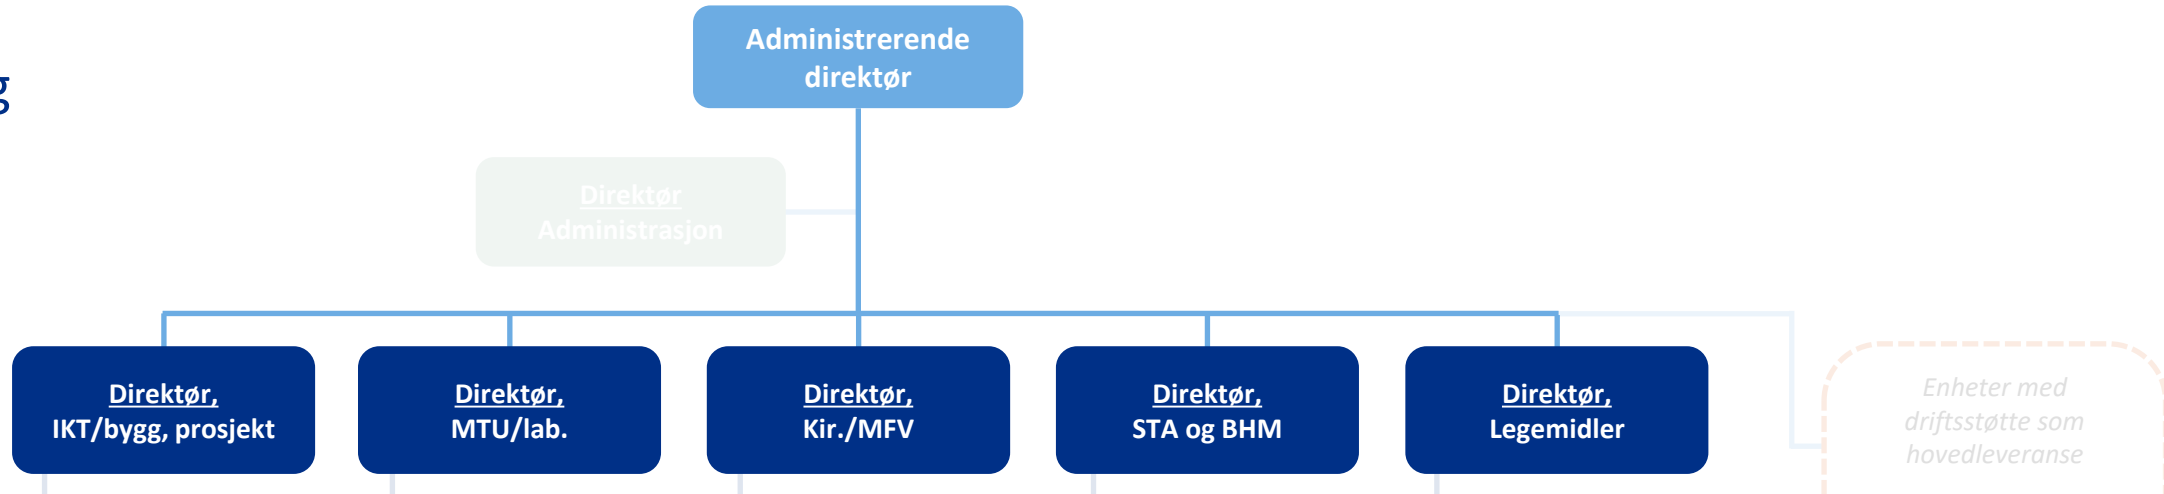 g
Administrerende
direktør
Direktør
Administrasjon
Direktør,
IKT/bygg, prosjekt
Direktør,
MTU/lab.
Direktør,
Kir./MFV
Direktør,
STA og BHM
Direktør,
Legemidler
Enheter med
driftsstøtte som
hovedleveranse